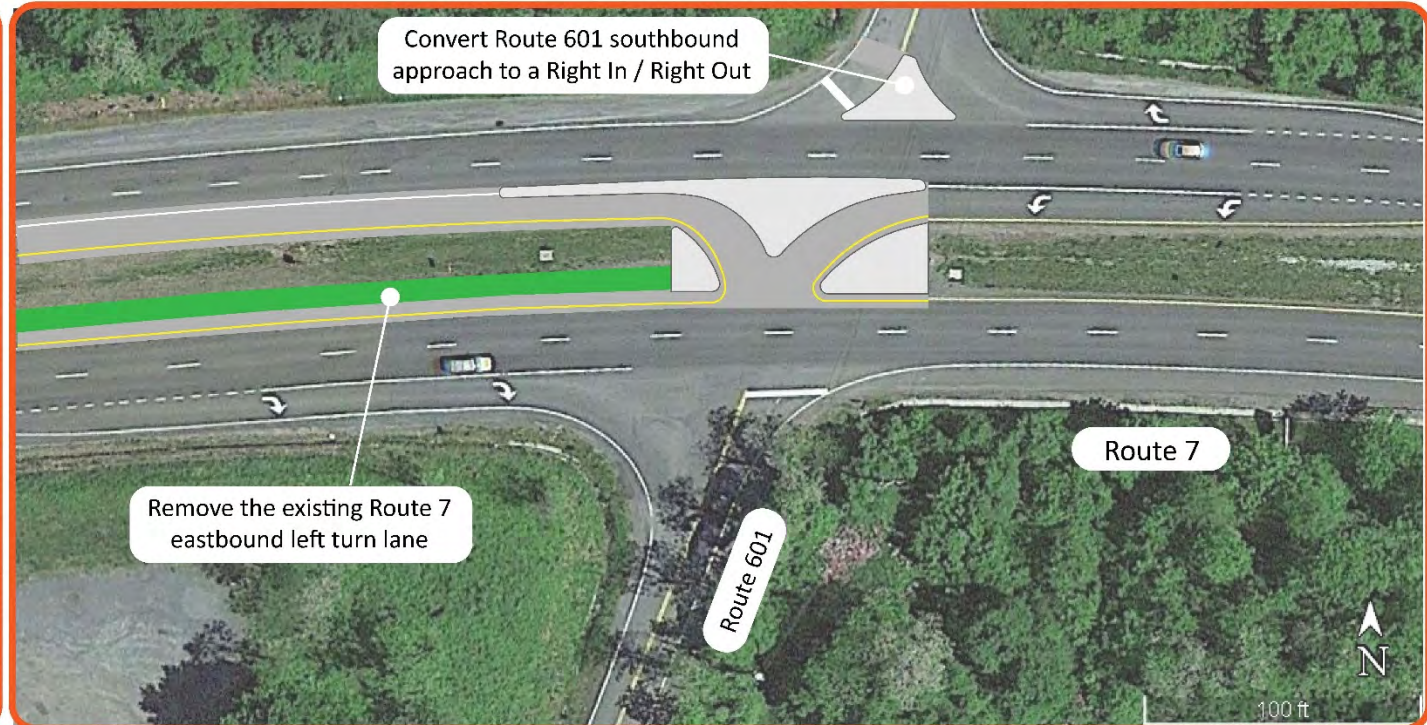 Convert Route 601 southbound
approach to a Right In / Right Out
Remove the existing Route 7
eastbound left turn lane
Route 7
Route 601
N
100 ft